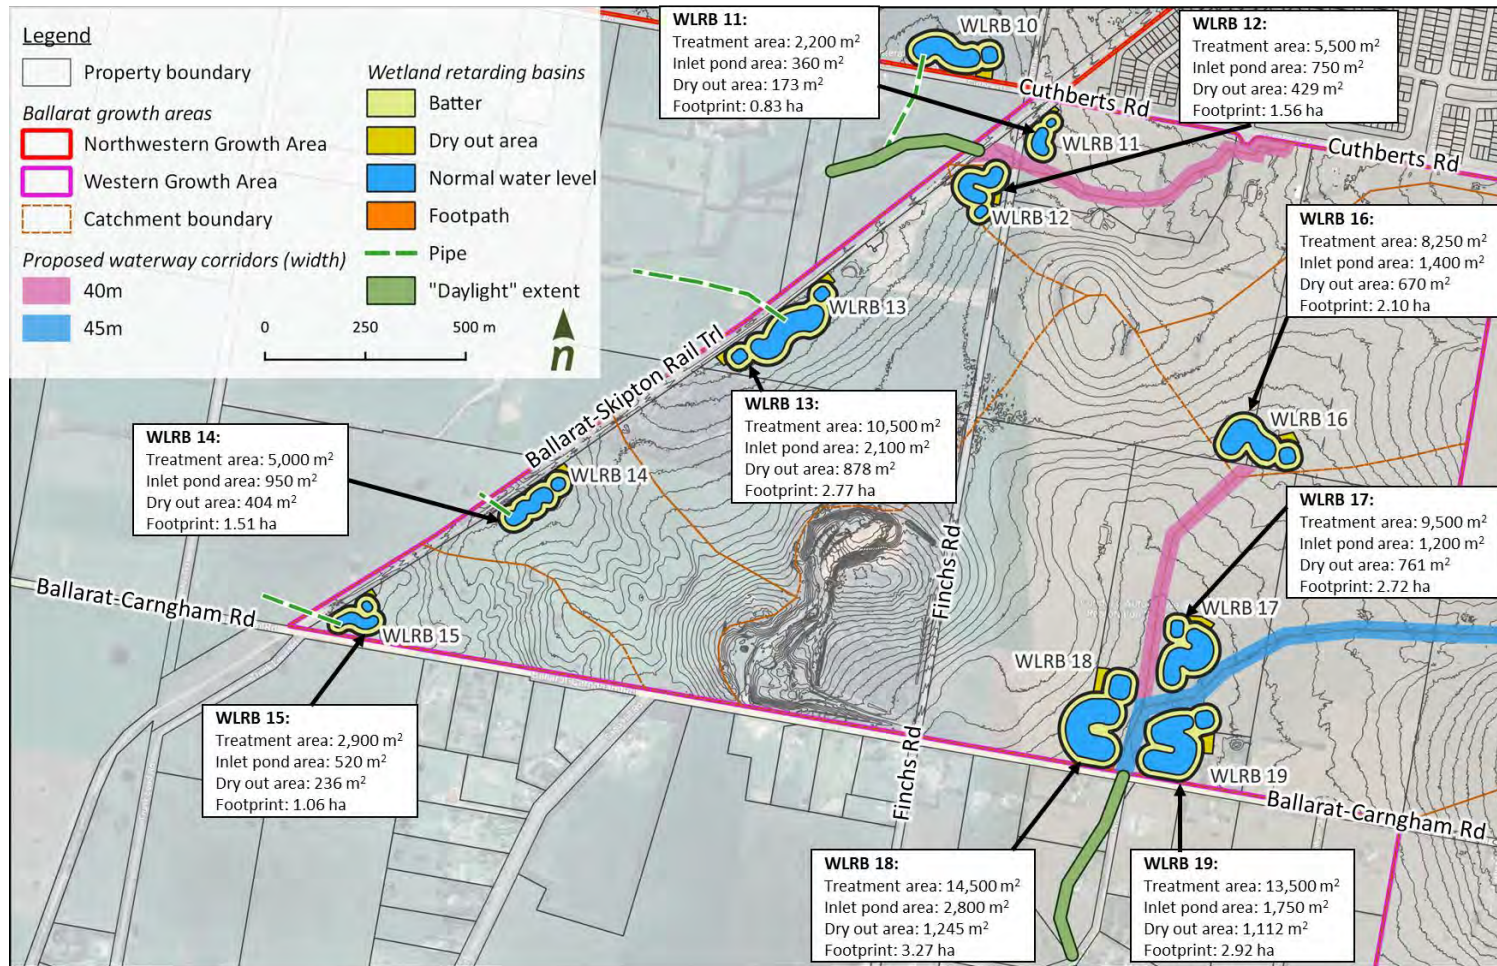 Legend
Property boundary
Ballarat growth areas
Northwestern Growth Area
Western Growth Area
Catchment boundary
Proposed waterway corridors (width)
40m
45m
Wetland retarding basins
Batter
Dry out area
Normal water level
Footpath
Pipe
"Daylight" extent
0 250 500 m
n
WLRB 11:
Treatment area: 2,200 m²
Inlet pond area: 360 m²
Dry out area: 173 m²
Footprint: 0.83 ha
WLRB 10
WLRB 12:
Treatment area: 5,500 m²
Inlet pond area: 750 m²
Dry out area: 429 m²
Footprint: 1.56 ha
Cuthberts Rd
WLRB 11
Cuthberts Rd
WLRB 12
WLRB 16:
Treatment area: 8,250 m²
Inlet pond area: 1,400 m²
Dry out area: 670 m²
Footprint: 2.10 ha
WLRB 13
Ballarat-Skipton Rail Trl
WLRB 13:
Treatment area: 10,500 m²
Inlet pond area: 2,100 m²
Dry out area: 878 m²
Footprint: 2.77 ha
WLRB 14:
Treatment area: 5,000 m²
Inlet pond area: 950 m²
Dry out area: 404 m²
Footprint: 1.51 ha
WLRB 14
WLRB 16
WLRB 17:
Treatment area: 9,500 m²
Inlet pond area: 1,200 m²
Dry out area: 761 m²
Footprint: 2.72 ha
Finchs Rd
Ballarat-Carngham Rd
WLRB 15
WLRB 17
WLRB 18
WLRB 15:
Treatment area: 2,900 m²
Inlet pond area: 520 m²
Dry out area: 236 m²
Footprint: 1.06 ha
Finchs Rd
WLRB 19
Ballarat-Carngham Rd
WLRB 18:
Treatment area: 14,500 m²
Inlet pond area: 2,800 m²
Dry out area: 1,245 m²
Footprint: 3.27 ha
WLRB 19:
Treatment area: 13,500 m²
Inlet pond area: 1,750 m²
Dry out area: 1,112 m²
Footprint: 2.92 ha